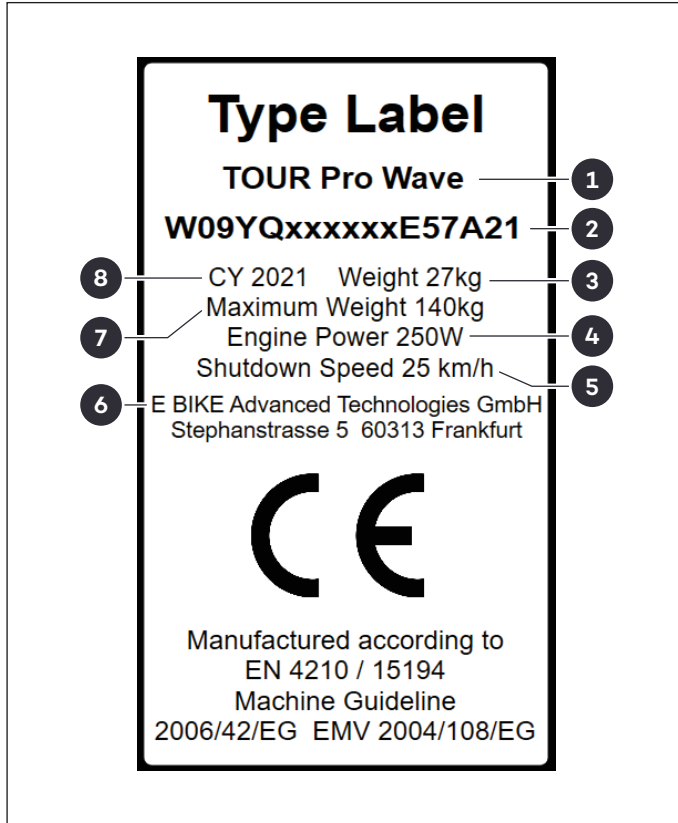 Type Label
TOUR Pro Wave 1
W09YQxxxxxxE57A21 2
8 CY 2021 Weight 27kg 3
7 Maximum Weight 140kg
Engine Power 250W 4
Shutdown Speed 25 km/h 5
6 E BIKE Advanced Technologies GmbH
Stephanstrasse 5 60313 Frankfurt
CE
Manufactured according to
EN 4210 / 15194
Machine Guideline
2006/42/EG EMV 2004/108/EG